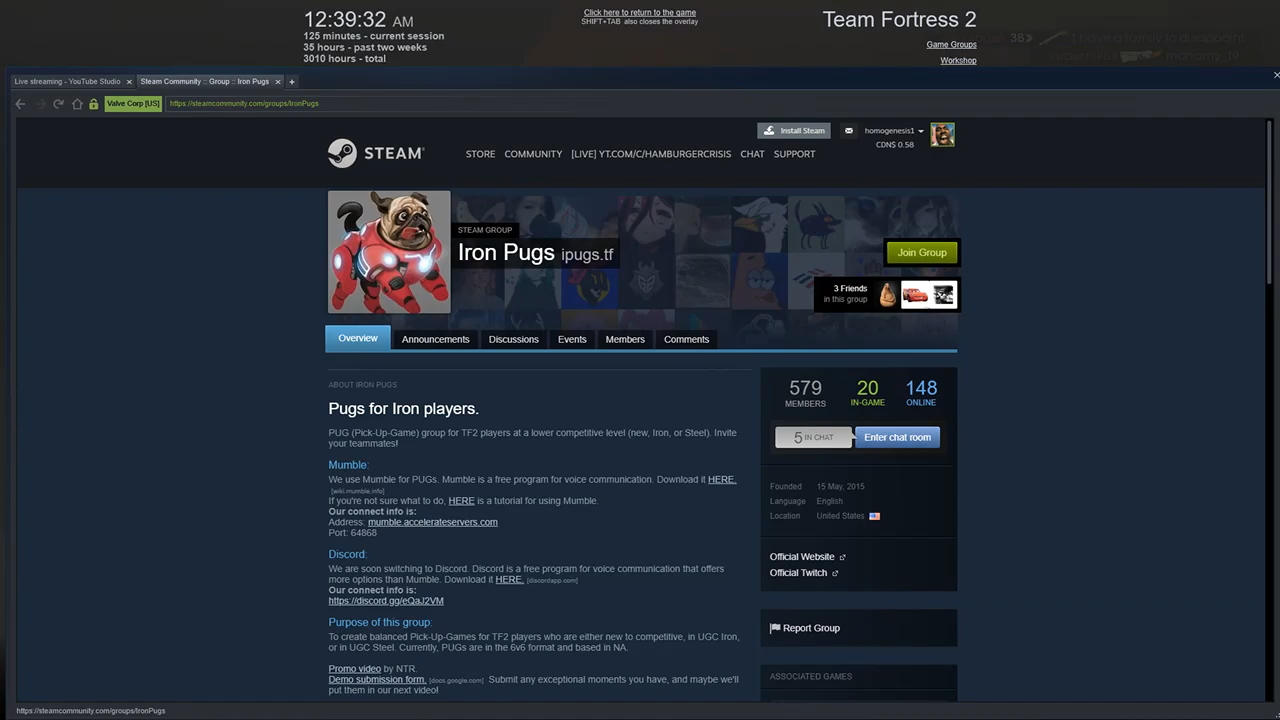 12:39:32 AM
125 minutes - current session
35 hours - past two weeks
3010 hours - total
Click here to return to the game
SHIFT+TAB also closes the overlay
Team Fortress 2
Game Groups
Workshop
38
I have a family to disappoint
monomy :19
Live streaming - YouTube Studio
Steam Community :: Group :: Iron Pugs
Valve Corp [US]
https://steamcommunity.com/groups/IronPugs
Install Steam
homogenesis1
CDN$ 0.58
STEAM
STORE
COMMUNITY
[LIVE] YT.COM/C/HAMBURGERCRISIS
CHAT
SUPPORT
STEAM GROUP
Iron Pugs ipugs.tf
Join Group
3 Friends
in this group
Overview
Announcements
Discussions
Events
Members
Comments
ABOUT IRON PUGS
Pugs for Iron players.
PUG (Pick-Up-Game) group for TF2 players at a lower competitive level (new, Iron, or Steel). Invite
your teammates!
Mumble:
We use Mumble for PUGs. Mumble is a free program for voice communication. Download it HERE.
[wiki.mumble.info]
If you're not sure what to do, HERE is a tutorial for using Mumble.
Our connect info is:
Address: mumble.accelerateservers.com
Port: 64868
Discord:
We are soon switching to Discord. Discord is a free program for voice communication that offers
more options than Mumble. Download it HERE. [discordapp.com]
Our connect info is:
https://discord.gg/eQaJ2VM
Purpose of this group:
To create balanced Pick-Up-Games for TF2 players who are either new to competitive, in UGC Iron,
or in UGC Steel. Currently, PUGs are in the 6v6 format and based in NA.
Promo video by NTR.
Demo submission form. [docs.google.com] Submit any exceptional moments you have, and maybe we'll
put them in our next video!
579
MEMBERS
20
IN-GAME
148
ONLINE
5 IN CHAT
Enter chat room
Founded 15 May, 2015
Language English
Location United States
Official Website
Official Twitch
Report Group
ASSOCIATED GAMES
https://steamcommunity.com/groups/IronPugs